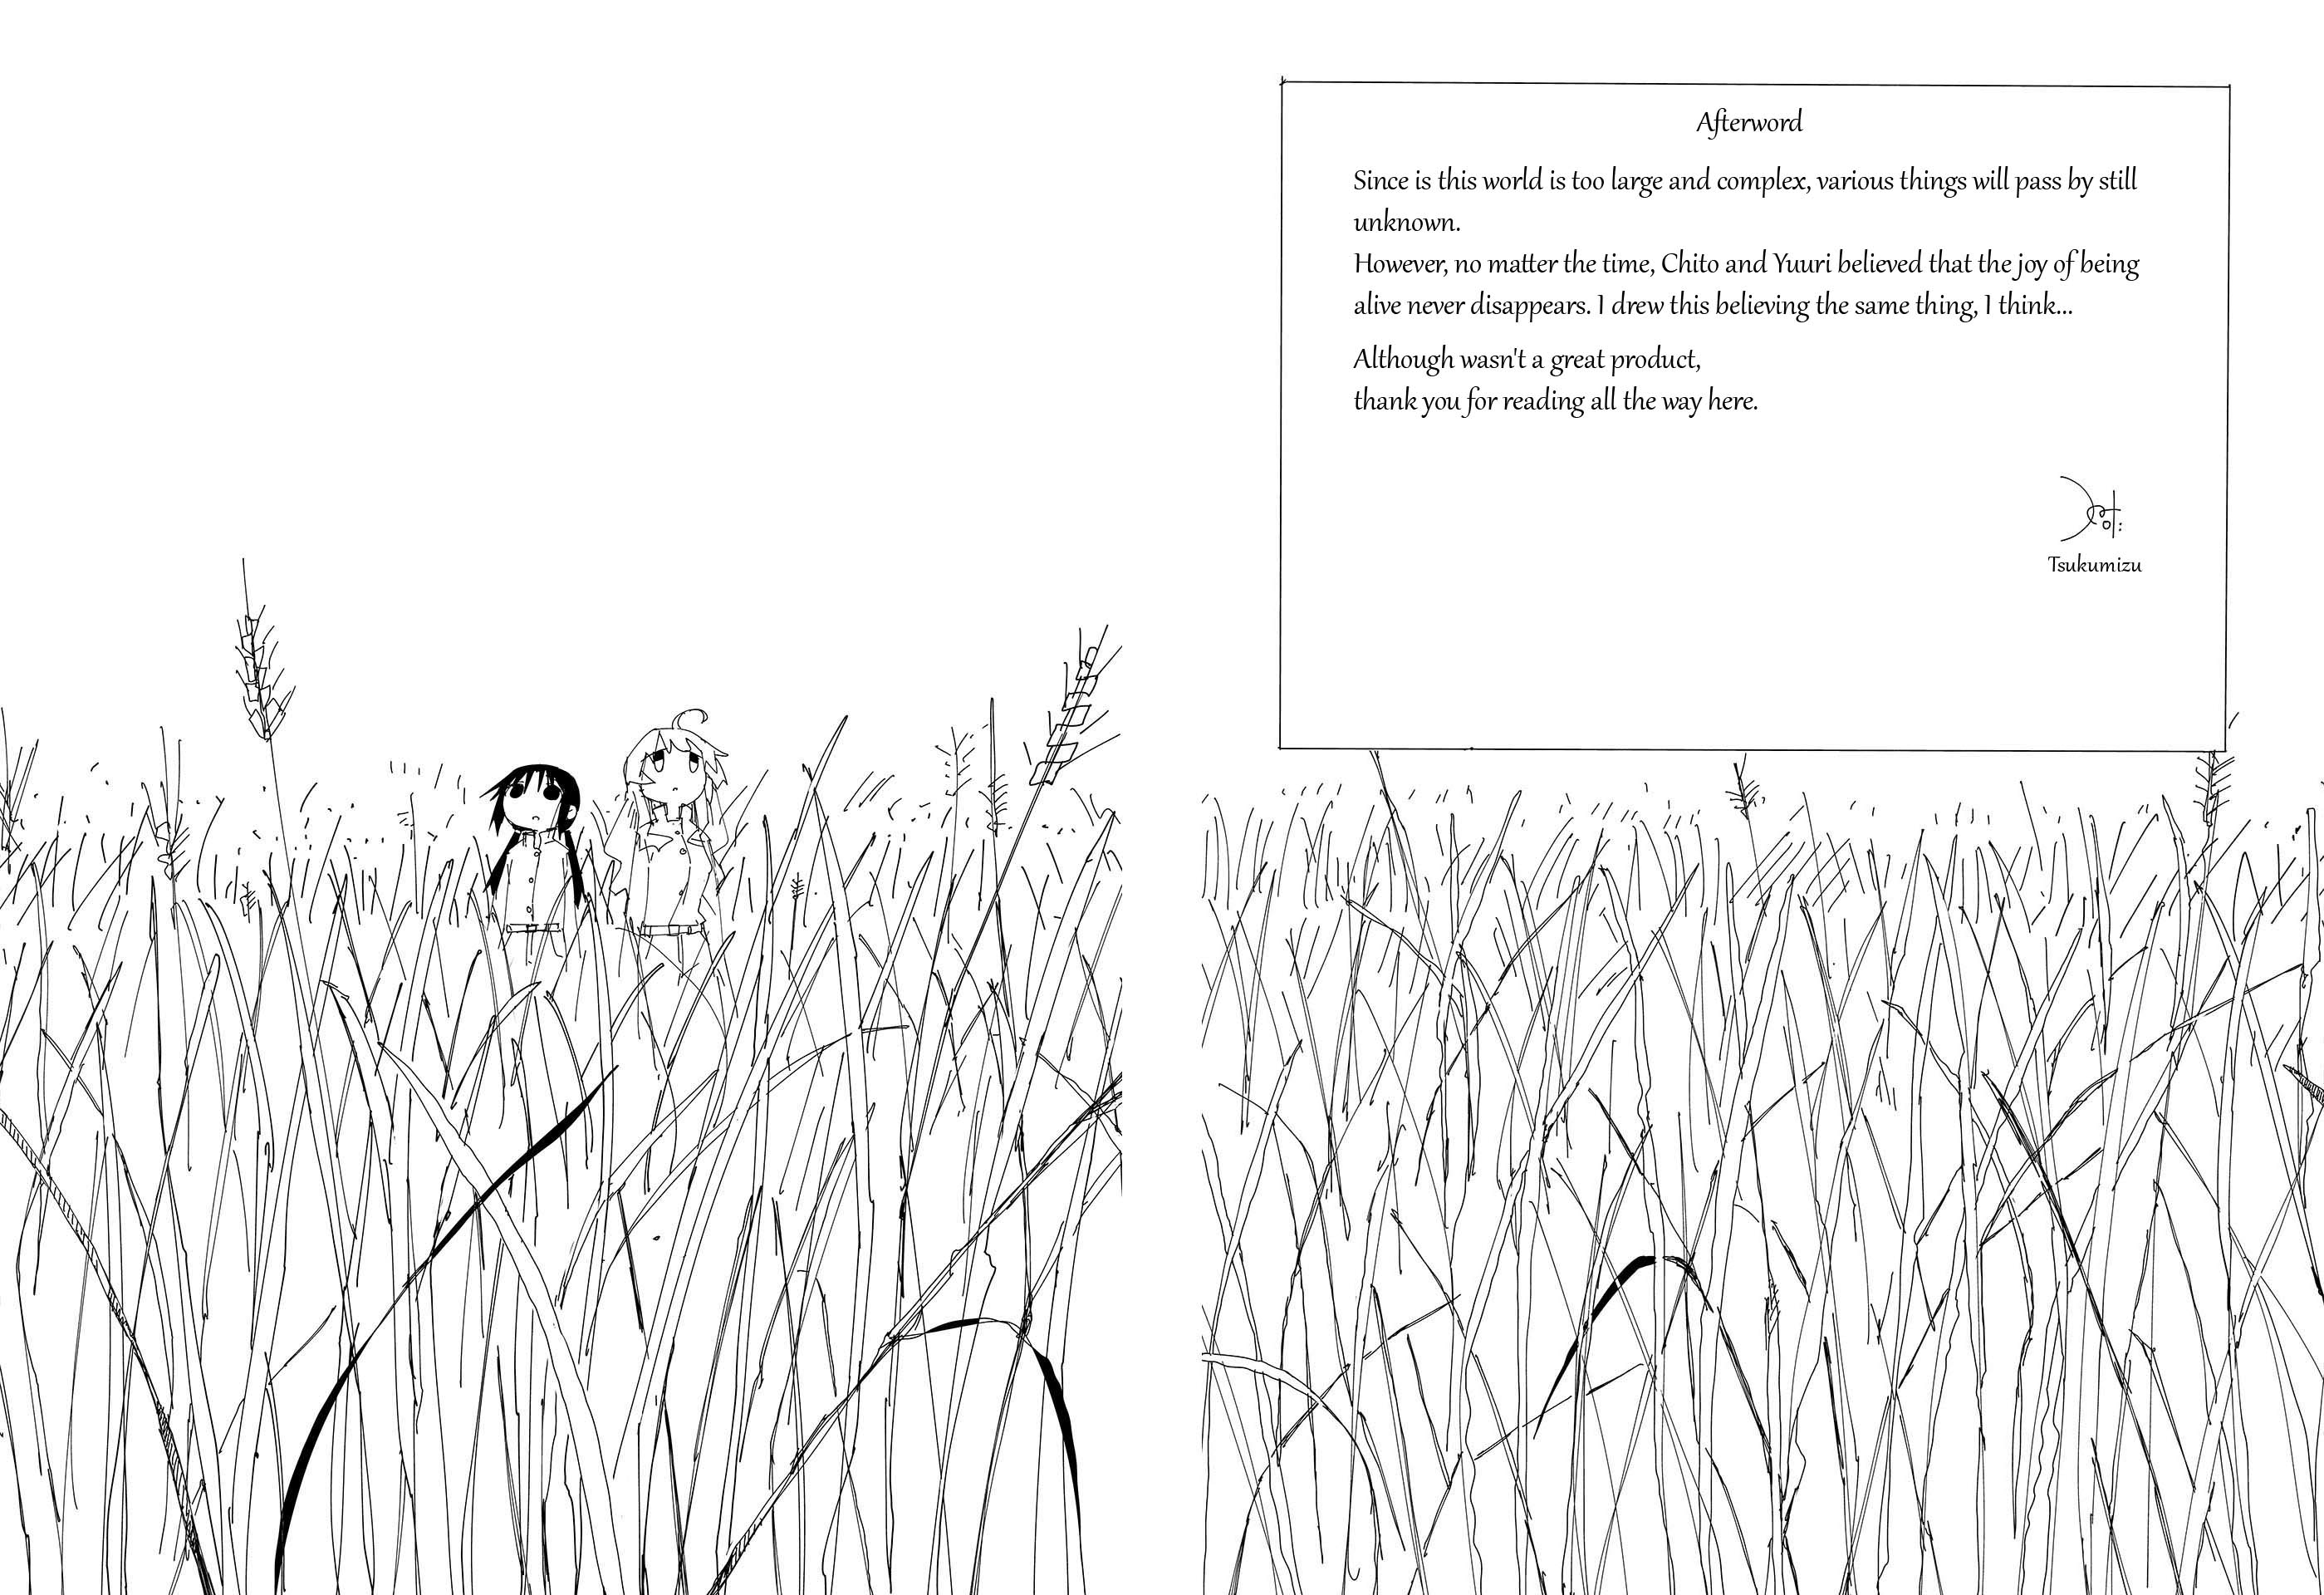 Afterword
Since is this world is too large and complex, various things will pass by still
unknown.
However, no matter the time, Chito and Yuuri believed that the joy of being
alive never disappears. I drew this believing the same thing, I think...
Although wasn't a great product,
thank you for reading all the way here.
Tsukumizu